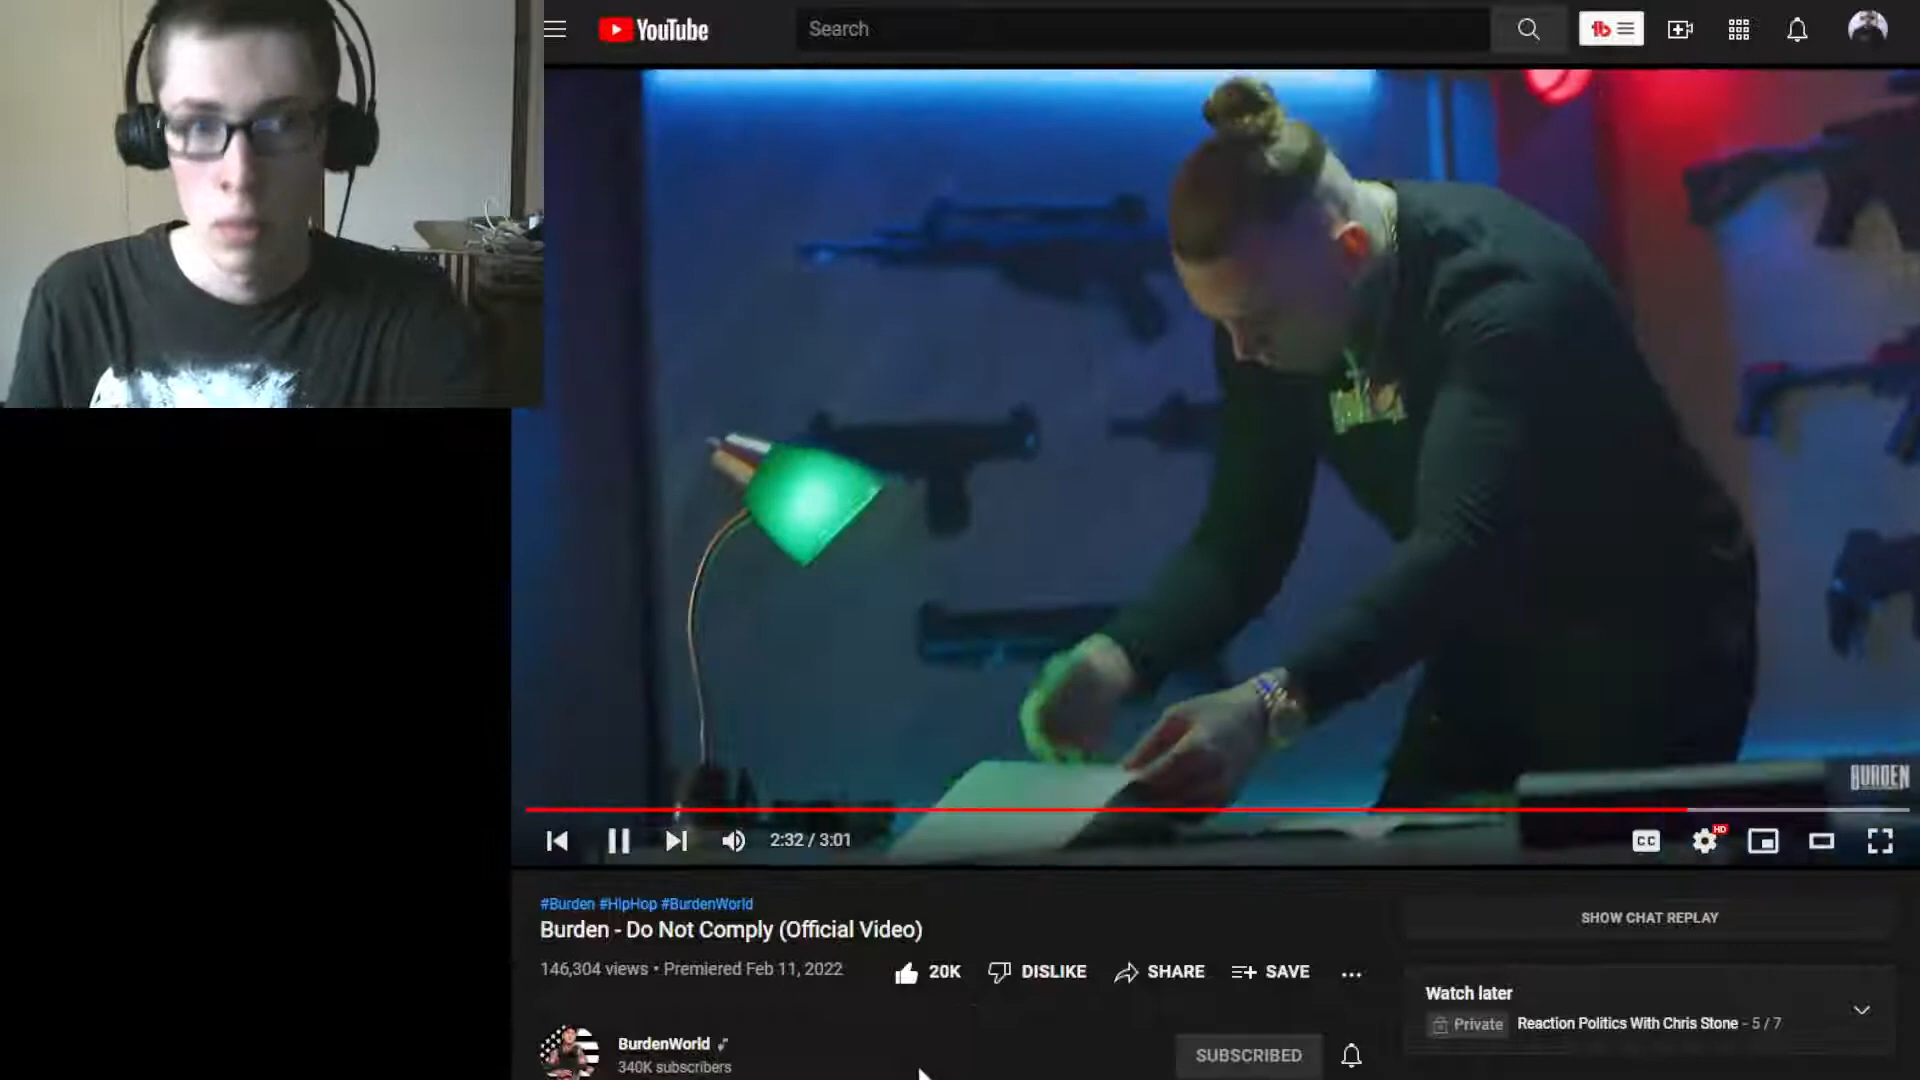 YouTube
Search
BURDEN
2:32 / 3:01
CC
HD
#Burden #HipHop #BurdenWorld
Burden - Do Not Comply (Official Video)
146,304 views • Premiered Feb 11, 2022
20K
DISLIKE
SHARE
SAVE
BurdenWorld
340K subscribers
SUBSCRIBED
SHOW CHAT REPLAY
Watch later
Private
Reaction Politics With Chris Stone - 5 / 7